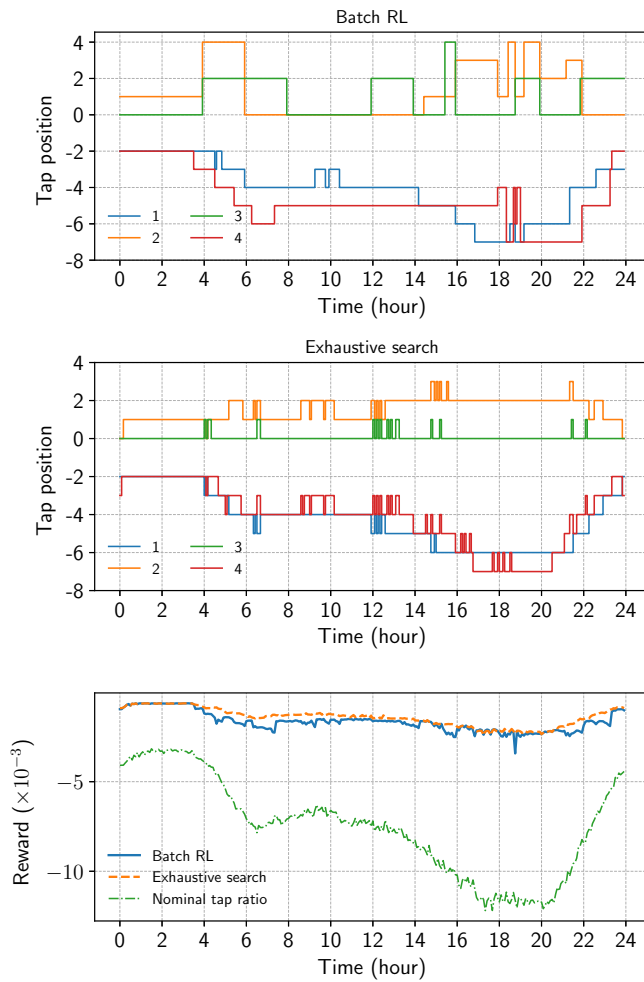 Batch RL
4
2
0
-2
-4
-6
-8
Tap position
1 3
2 4
0 2 4 6 8 10 12 14 16 18 20 22 24
Time (hour)
Exhaustive search
4
2
0
-2
-4
-6
-8
Tap position
1 3
2 4
0 2 4 6 8 10 12 14 16 18 20 22 24
Time (hour)
−5
−10
Reward (×10⁻³)
Batch RL
Exhaustive search
Nominal tap ratio
0 2 4 6 8 10 12 14 16 18 20 22 24
Time (hour)